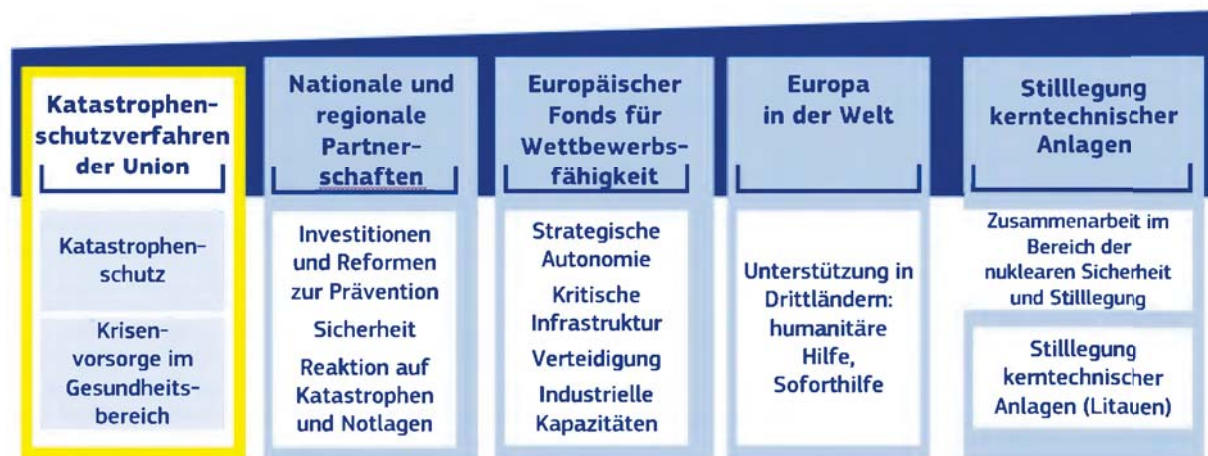 Katastrophen-
schutzverfahren
der Union
Katastrophen-
schutz
Krisen-
vorsorge im
Gesundheits-
bereich
Nationale und
regionale
Partner-
schaften
Investitionen
und Reformen
zur Prävention
Sicherheit
Reaktion auf
Katastrophen
und Notlagen
Europäischer
Fonds für
Wettbewerbs-
fähigkeit
Strategische
Autonomie
Kritische
Infrastruktur
Verteidigung
Industrielle
Kapazitäten
Europa
in der Welt
Unterstützung in
Drittländern:
humanitäre
Hilfe,
Soforthilfe
Stilllegung
kerntechnischer
Anlagen
Zusammenarbeit im
Bereich der
nuklearen Sicherheit
und Stilllegung
Stilllegung
kerntechnischer
Anlagen (Litauen)